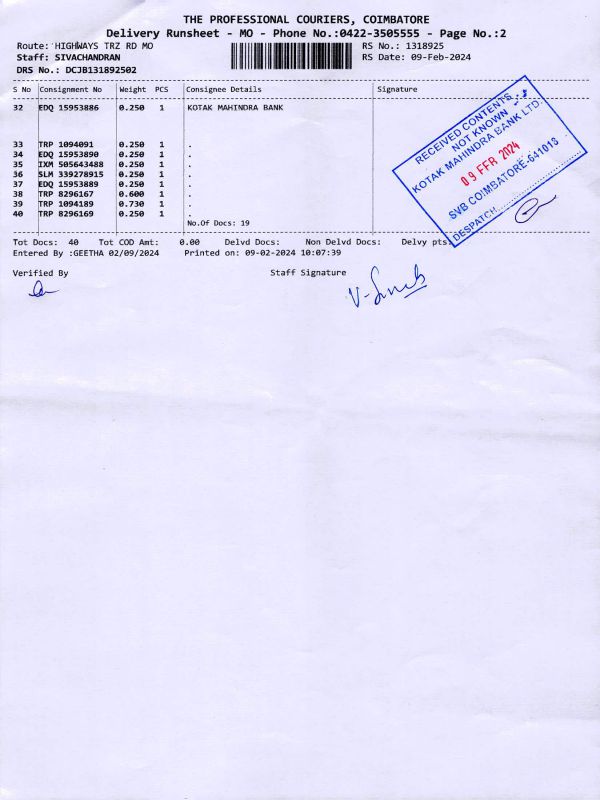 THE PROFESSIONAL COURIERS, COIMBATORE
Delivery Runsheet - MO - Phone No.:0422-3505555 - Page No.:2
Route: HIGHWAYS TRZ RD MO RS No.: 1318925
Staff: SIVACHANDRAN RS Date: 09-Feb-2024
DRS No.: DCJB131892502
S No Consignment No Weight PCS Consignee Details Signature
32 EDQ 15953886 0.250 1 KOTAK MAHINDRA BANK
33 TRP 1094091 0.250 1 .
34 EDQ 15953890 0.250 1 .
35 IXM 505643488 0.250 1 .
36 SLM 339278915 0.250 1 .
37 EDQ 15953889 0.250 1 .
38 TRP 8296167 0.600 1 .
39 TRP 1094189 0.730 1 .
40 TRP 8296169 0.250 1 .
No.Of Docs: 19
RECEIVED CONTENTS
NOT KNOWN
KOTAK MAHINDRA BANK LTD.
09 FEB 2024
SVB COIMBATORE-641018
DESPATCH
Tot Docs: 40 Tot COD Amt: 0.00 Delvd Docs: Non Delvd Docs: Delvy pts:
Entered By :GEETHA 02/09/2024 Printed on: 09-02-2024 10:07:39
Verified By Staff Signature